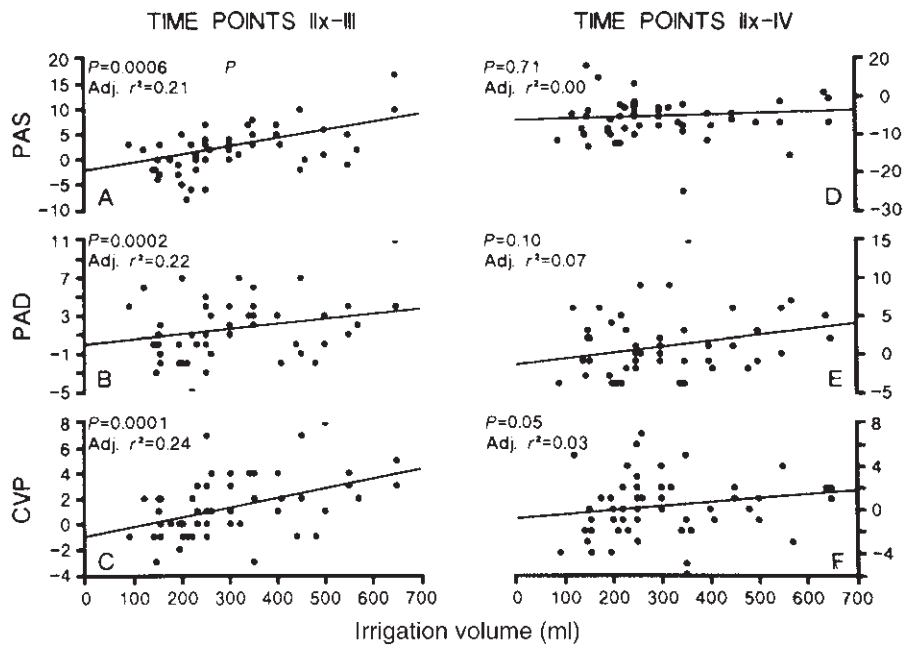 TIME POINTS IIx-III
TIME POINTS IIx-IV
P=0.0006 P
Adj. r²=0.21
PAS
20
15
10
5
0
-5
-10
A
P=0.71
Adj. r²=0.00
0
-10
-20
-30
D
P=0.0002
Adj. r²=0.22
PAD
11
7
3
-1
-5
B
P=0.10
Adj. r²=0.07
15
10
5
0
-5
E
P=0.0001
Adj. r²=0.24
CVP
8
6
4
2
0
-2
-4
C
P=0.05
Adj. r²=0.03
8
4
0
-4
F
0 100 200 300 400 500 600 700
0 100 200 300 400 500 600 700
Irrigation volume (ml)